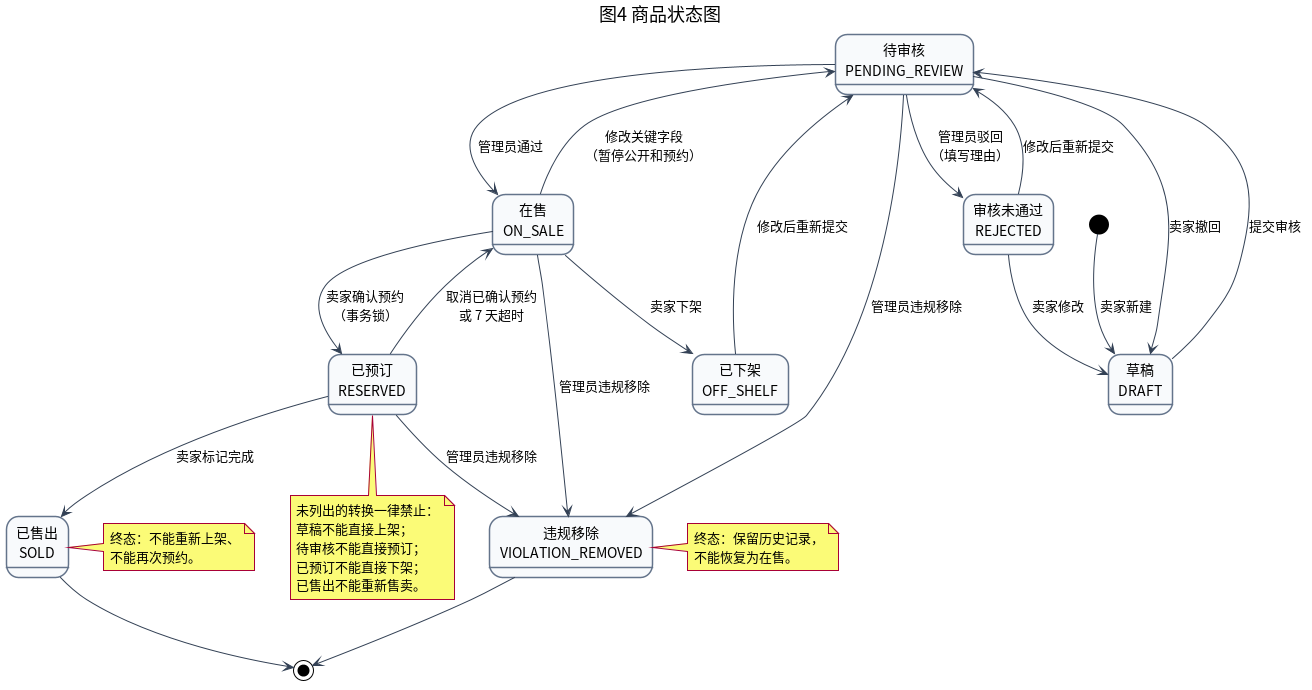 图4 商品状态图
待审核
PENDING_REVIEW
管理员通过
修改关键字段
（暂停公开和预约）
管理员驳回
（填写理由）
修改后重新提交
在售
ON_SALE
审核未通过
REJECTED
修改后重新提交
卖家撤回
提交审核
卖家确认预约
（事务锁）
取消已确认预约
或 7 天超时
卖家下架
管理员违规移除
卖家修改
卖家新建
已预订
RESERVED
管理员违规移除
已下架
OFF_SHELF
草稿
DRAFT
卖家标记完成
管理员违规移除
已售出
SOLD
终态：不能重新上架、
不能再次预约。
未列出的转换一律禁止：
草稿不能直接上架；
待审核不能直接预订；
已预订不能直接下架；
已售出不能重新售卖。
违规移除
VIOLATION_REMOVED
终态：保留历史记录，
不能恢复为在售。